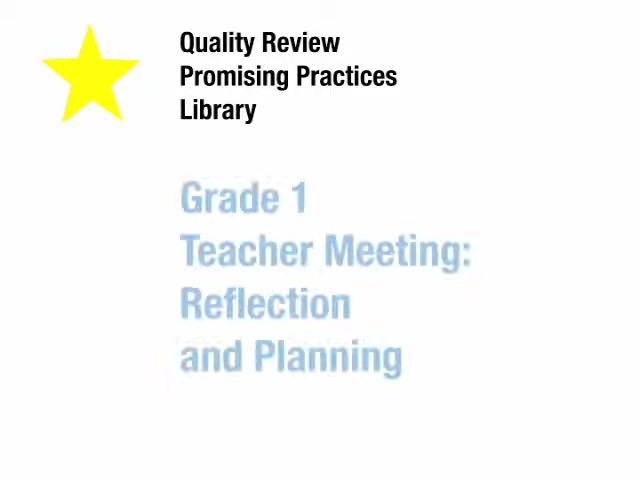 Quality Review
Promising Practices
Library
Grade 1
Teacher Meeting:
Reflection
and Planning